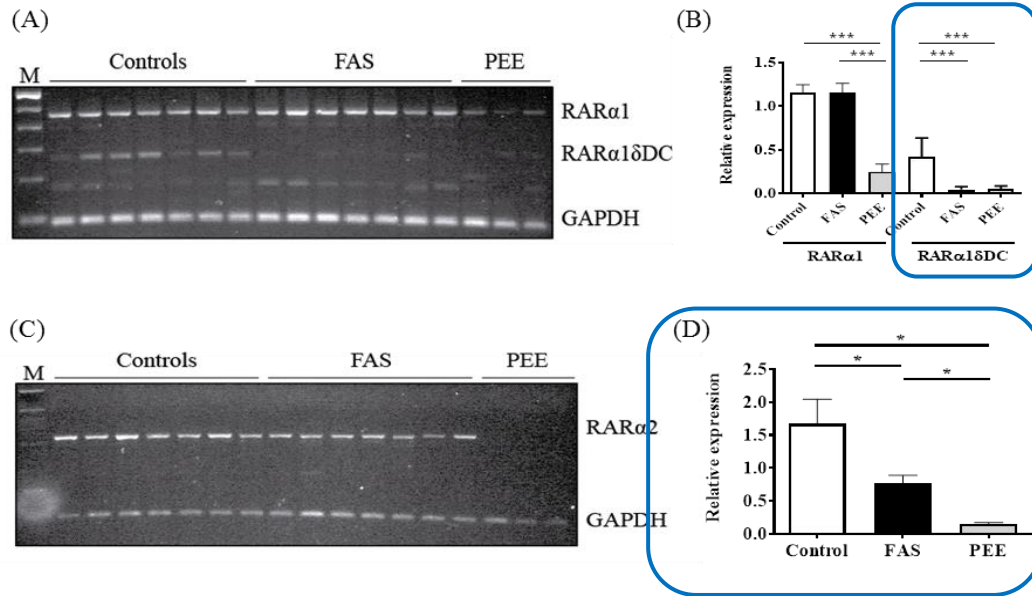 (A)
M
Controls
FAS
PEE
RARα1
RARα1δDC
GAPDH
(B)
***
***
***
***
Relative expression
1.5
1.0
0.5
0.0
Control
FAS
PEE
Control
FAS
PEE
RARα1
RARα1δDC
(C)
M
Controls
FAS
PEE
RARα2
GAPDH
(D)
*
*
*
Relative expression
2.5
2.0
1.5
1.0
0.5
0.0
Control
FAS
PEE